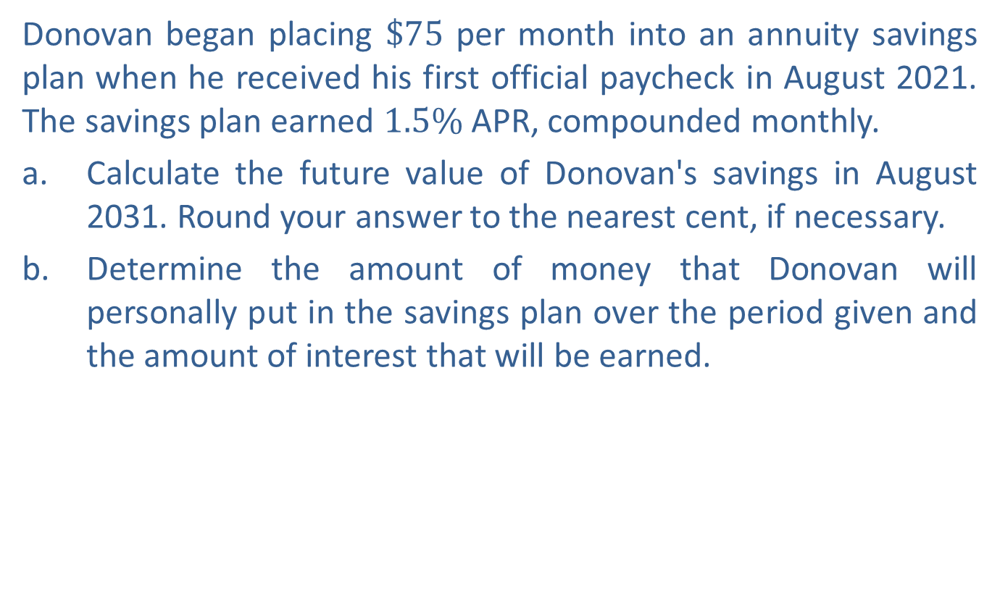 Donovan began placing $75 per month into an annuity savings
plan when he received his first official paycheck in August 2021.
The savings plan earned 1.5% APR, compounded monthly.
a. Calculate the future value of Donovan's savings in August
2031. Round your answer to the nearest cent, if necessary.
b. Determine the amount of money that Donovan will
personally put in the savings plan over the period given and
the amount of interest that will be earned.